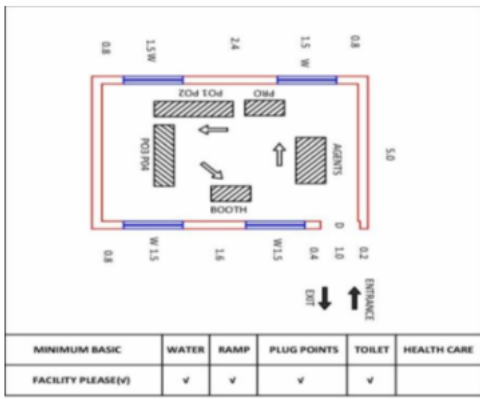 0.8
1.5 W
2.4
1.5 W
0.8
PO1 PO2
PRO
PO3 PO4
AGENTS
5.0
BOOTH
D
0.8
W 1.5
1.6
W1.5
0.4
1.0
0.2
EXIT
ENTRANCE
MINIMUM BASIC WATER RAMP PLUG POINTS TOILET HEALTH CARE
FACILITY PLEASE(√) √ √ √ √